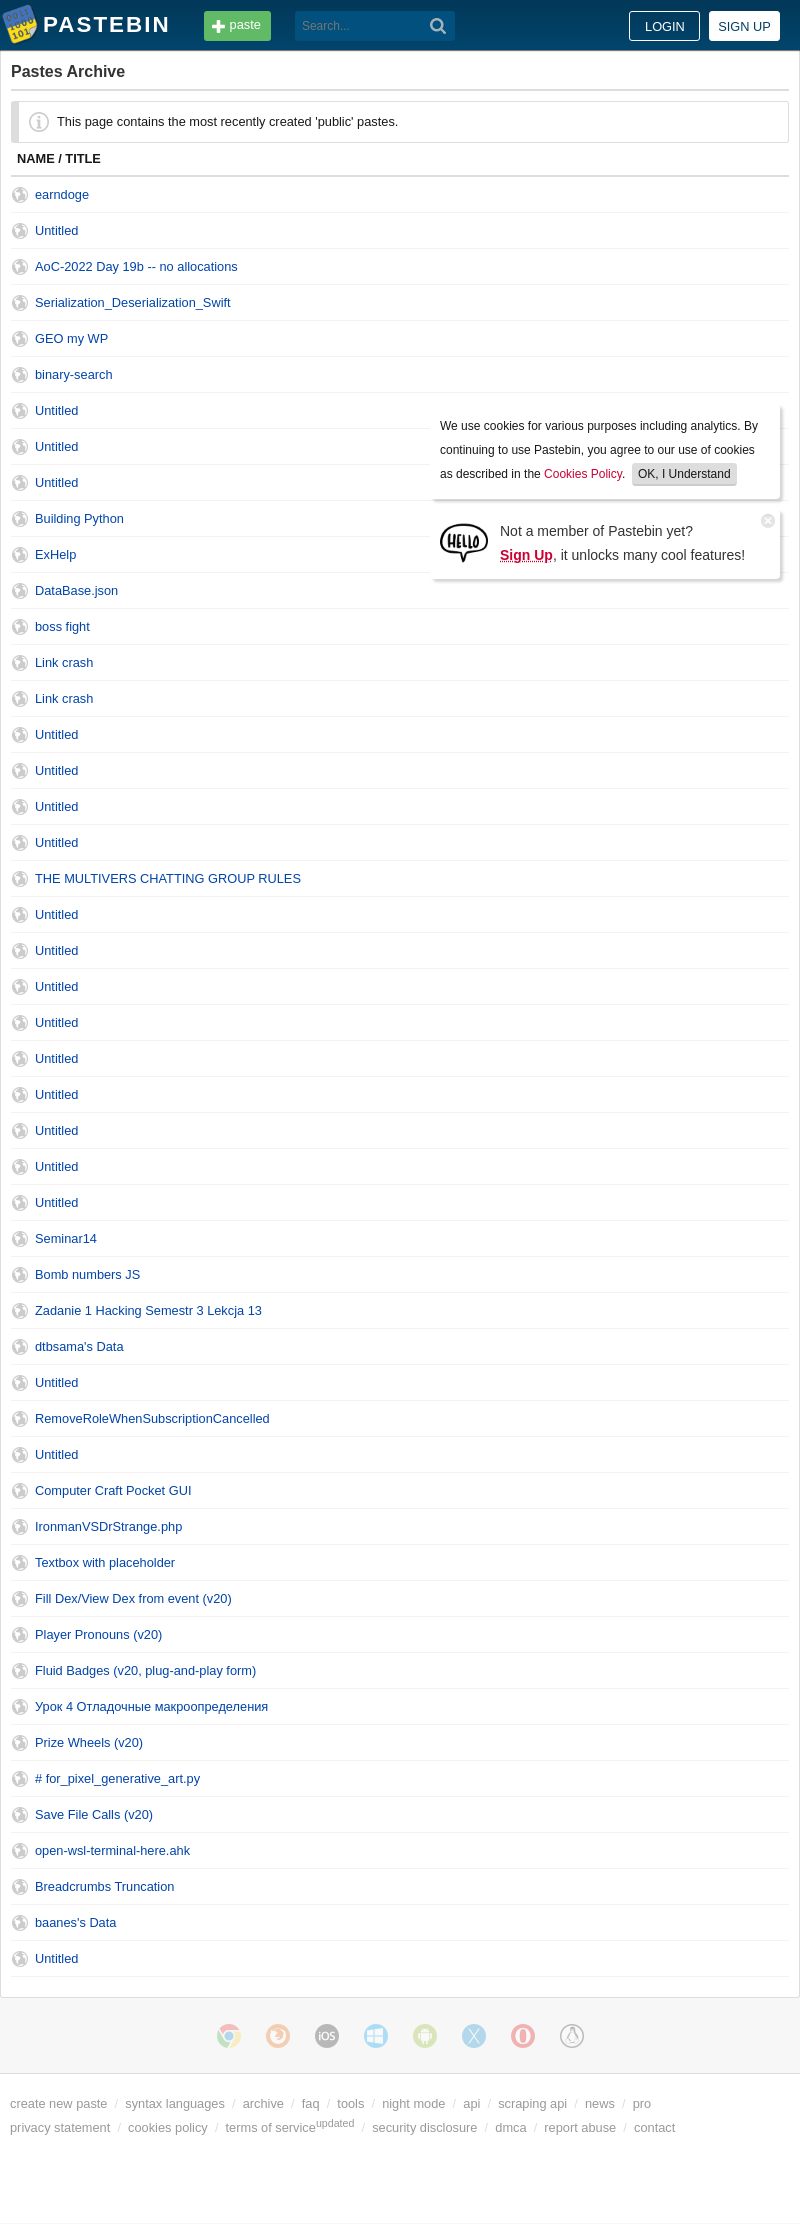 PASTEBIN
paste
Search...
LOGIN
SIGN UP
Pastes Archive
This page contains the most recently created 'public' pastes.
NAME / TITLE
earndoge
Untitled
AoC-2022 Day 19b -- no allocations
Serialization_Deserialization_Swift
GEO my WP
binary-search
Untitled
Untitled
Untitled
Building Python
ExHelp
DataBase.json
We use cookies for various purposes including analytics. By
continuing to use Pastebin, you agree to our use of cookies
as described in the Cookies Policy. OK, I Understand
HELLO
Not a member of Pastebin yet?
Sign Up, it unlocks many cool features!
boss fight
Link crash
Link crash
Untitled
Untitled
Untitled
Untitled
THE MULTIVERS CHATTING GROUP RULES
Untitled
Untitled
Untitled
Untitled
Untitled
Untitled
Untitled
Untitled
Untitled
Seminar14
Bomb numbers JS
Zadanie 1 Hacking Semestr 3 Lekcja 13
dtbsama's Data
Untitled
RemoveRoleWhenSubscriptionCancelled
Untitled
Computer Craft Pocket GUI
IronmanVSDrStrange.php
Textbox with placeholder
Fill Dex/View Dex from event (v20)
Player Pronouns (v20)
Fluid Badges (v20, plug-and-play form)
Урок 4 Отладочные макроопределения
Prize Wheels (v20)
# for_pixel_generative_art.py
Save File Calls (v20)
open-wsl-terminal-here.ahk
Breadcrumbs Truncation
baanes's Data
Untitled
iOS
create new paste / syntax languages / archive / faq / tools / night mode / api / scraping api / news / pro
privacy statement / cookies policy / terms of service updated / security disclosure / dmca / report abuse / contact